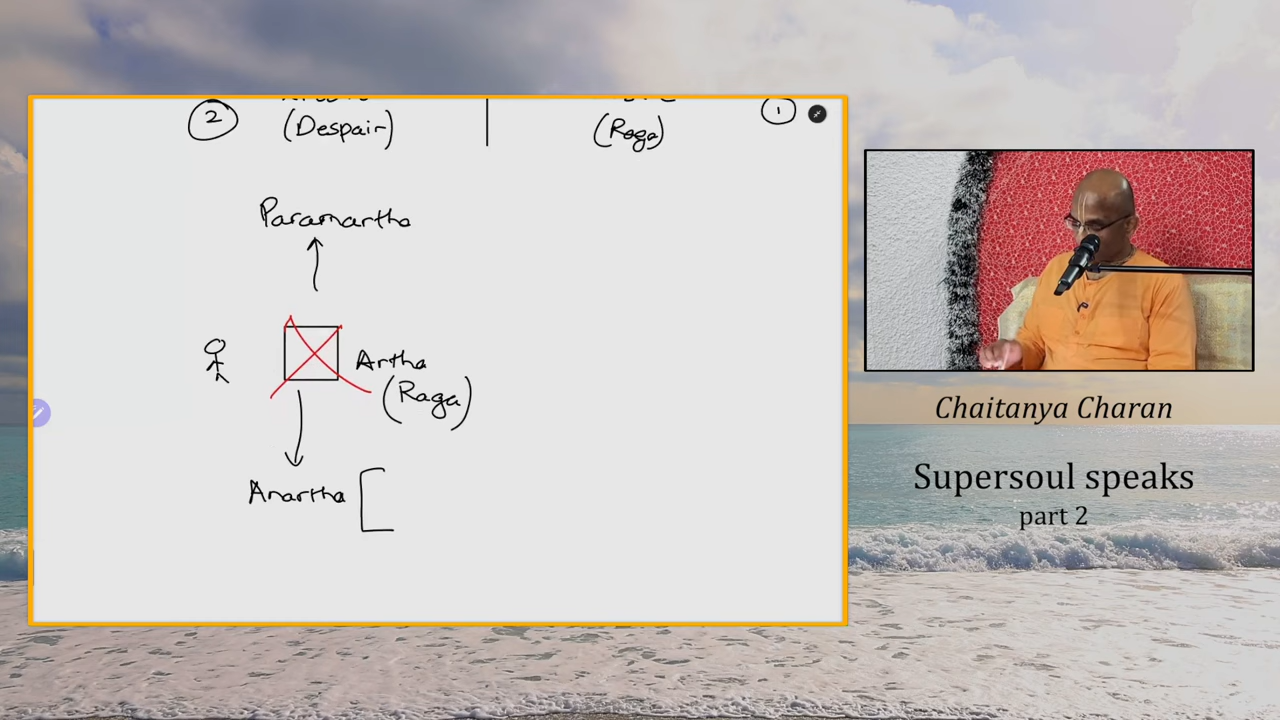 2
(Despair)
(Raga)
1
Paramartha
Artha
(Raga)
Anartha [
Chaitanya Charan
Supersoul speaks
part 2